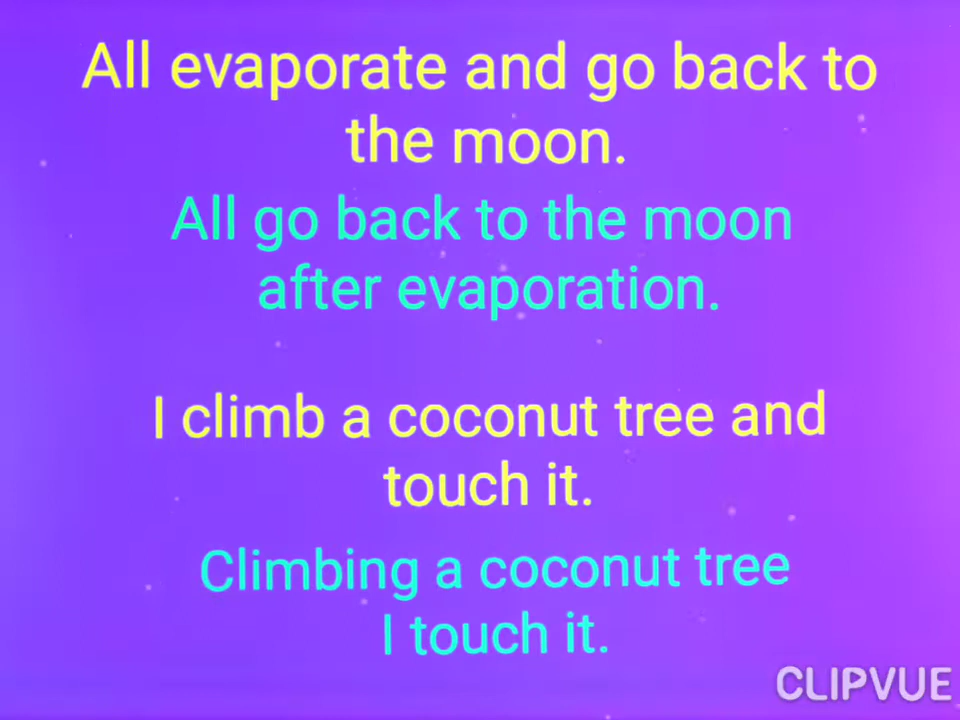 All evaporate and go back to
the moon.
All go back to the moon
after evaporation.
I climb a coconut tree and
touch it.
Climbing a coconut tree
I touch it.
CLIPVUE